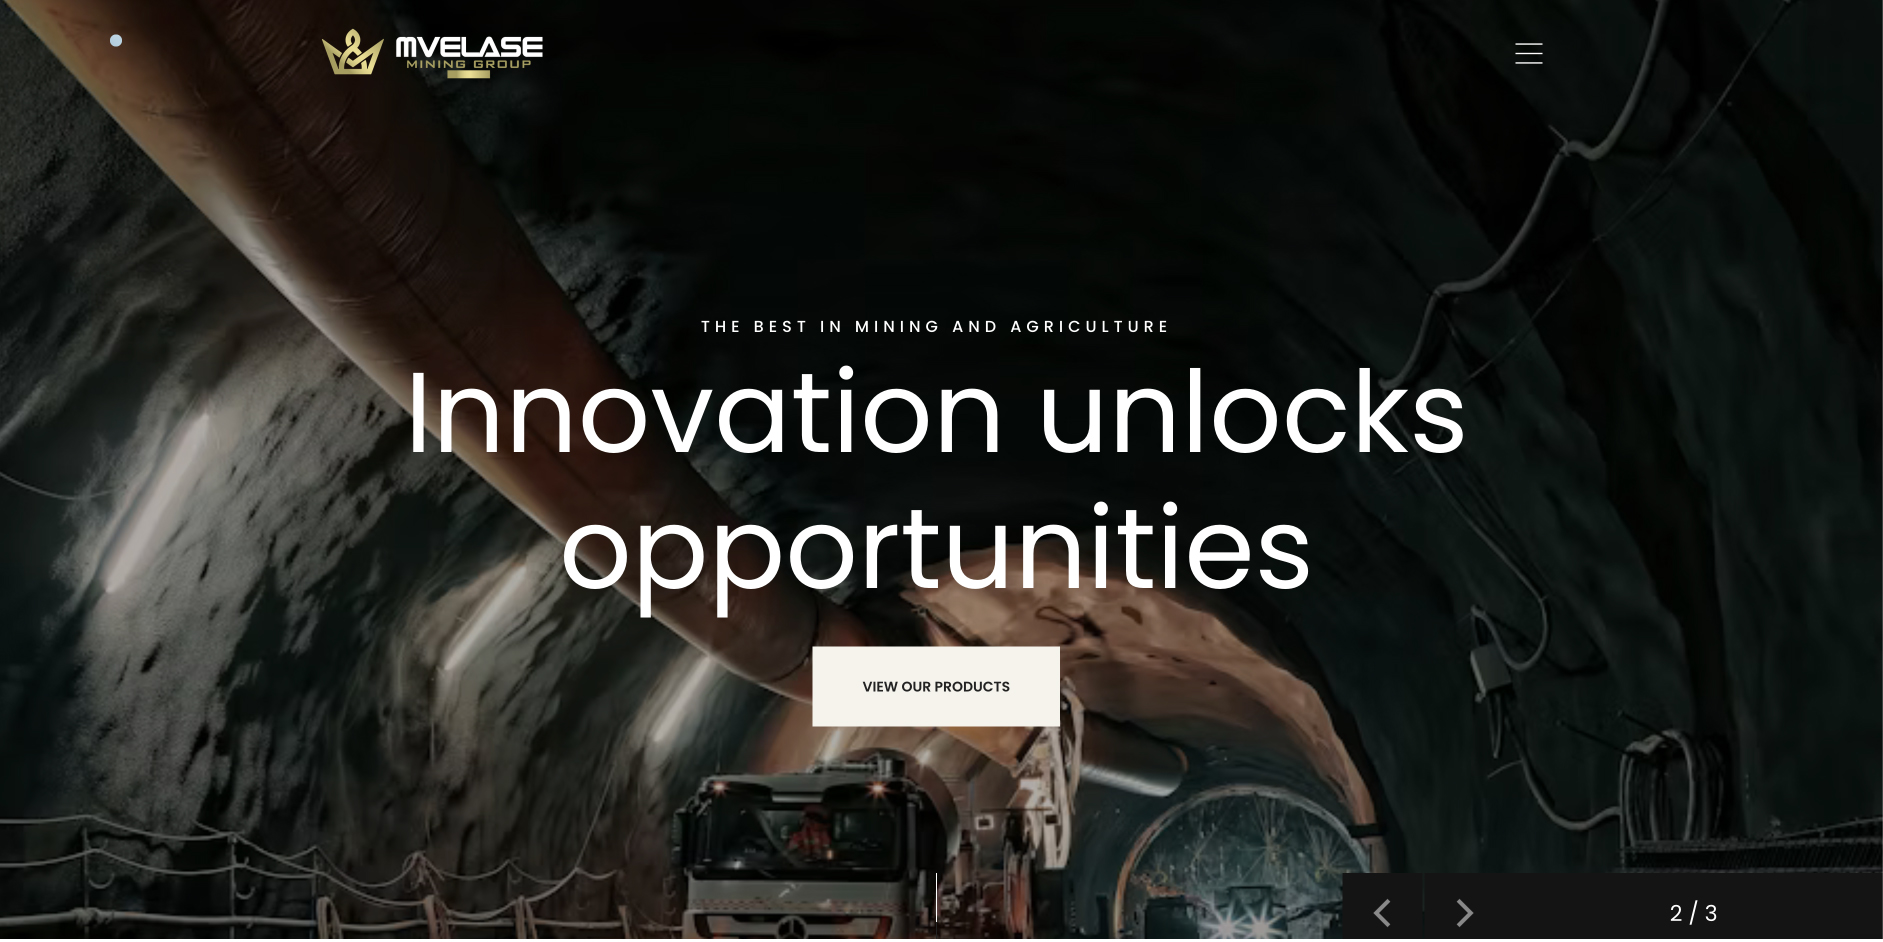 MVELASE
MINING GROUP
THE BEST IN MINING AND AGRICULTURE
Innovation unlocks
opportunities
VIEW OUR PRODUCTS
2 / 3